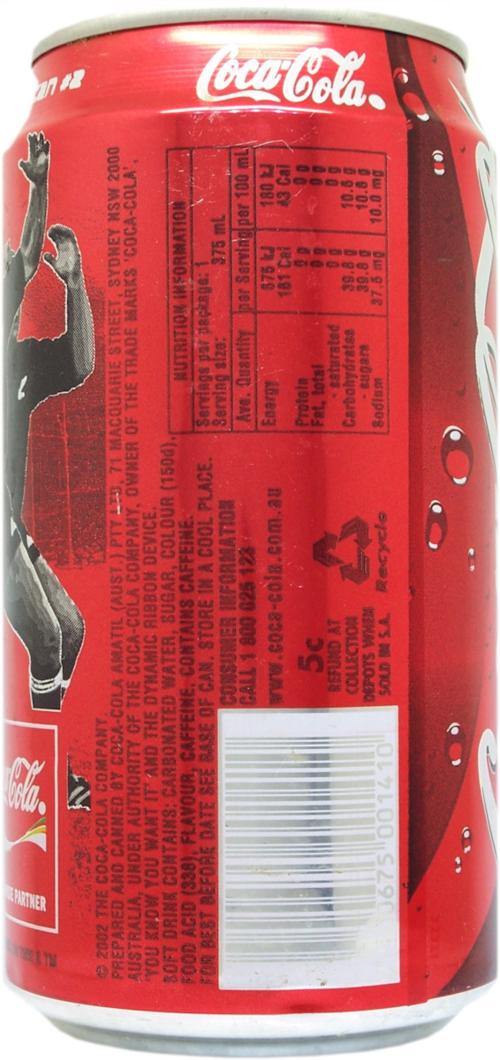 Coca-Cola
can #2
© 2002 THE COCA-COLA COMPANY.
PREPARED AND CANNED BY COCA-COLA AMATIL (AUST.) PTY LTD, 71 MACQUARIE STREET, SYDNEY NSW 2000
AUSTRALIA, UNDER AUTHORITY OF THE COCA-COLA COMPANY, OWNER OF THE TRADE MARKS 'COCA-COLA',
'YOU KNOW YOU WANT IT' AND THE DYNAMIC RIBBON DEVICE.
SOFT DRINK CONTAINS: CARBONATED WATER, SUGAR, COLOUR (150d),
FOOD ACID (338), FLAVOUR, CAFFEINE. CONTAINS CAFFEINE.
FOR BEST BEFORE DATE SEE BASE OF CAN. STORE IN A COOL PLACE.
CONSUMER INFORMATION
CALL 1 800 025 123
www.coca-cola.com.au
NUTRITION INFORMATION
Servings per package: 1
Serving size: 375 mL
Ave. Quantity per Serving per 100 mL
Energy 675 kJ 180 kJ
161 Cal 43 Cal
Protein 0 g 0 g
Fat, total 0 g 0 g
- saturated 0 g 0 g
Carbohydrates 39.8 g 10.6 g
- sugars 39.8 g 10.6 g
Sodium 37.5 mg 10.0 mg
5c
REFUND AT
COLLECTION
DEPOTS WHEN
SOLD IN S.A.
Recycle
0675 001410
Cola
PARTNER